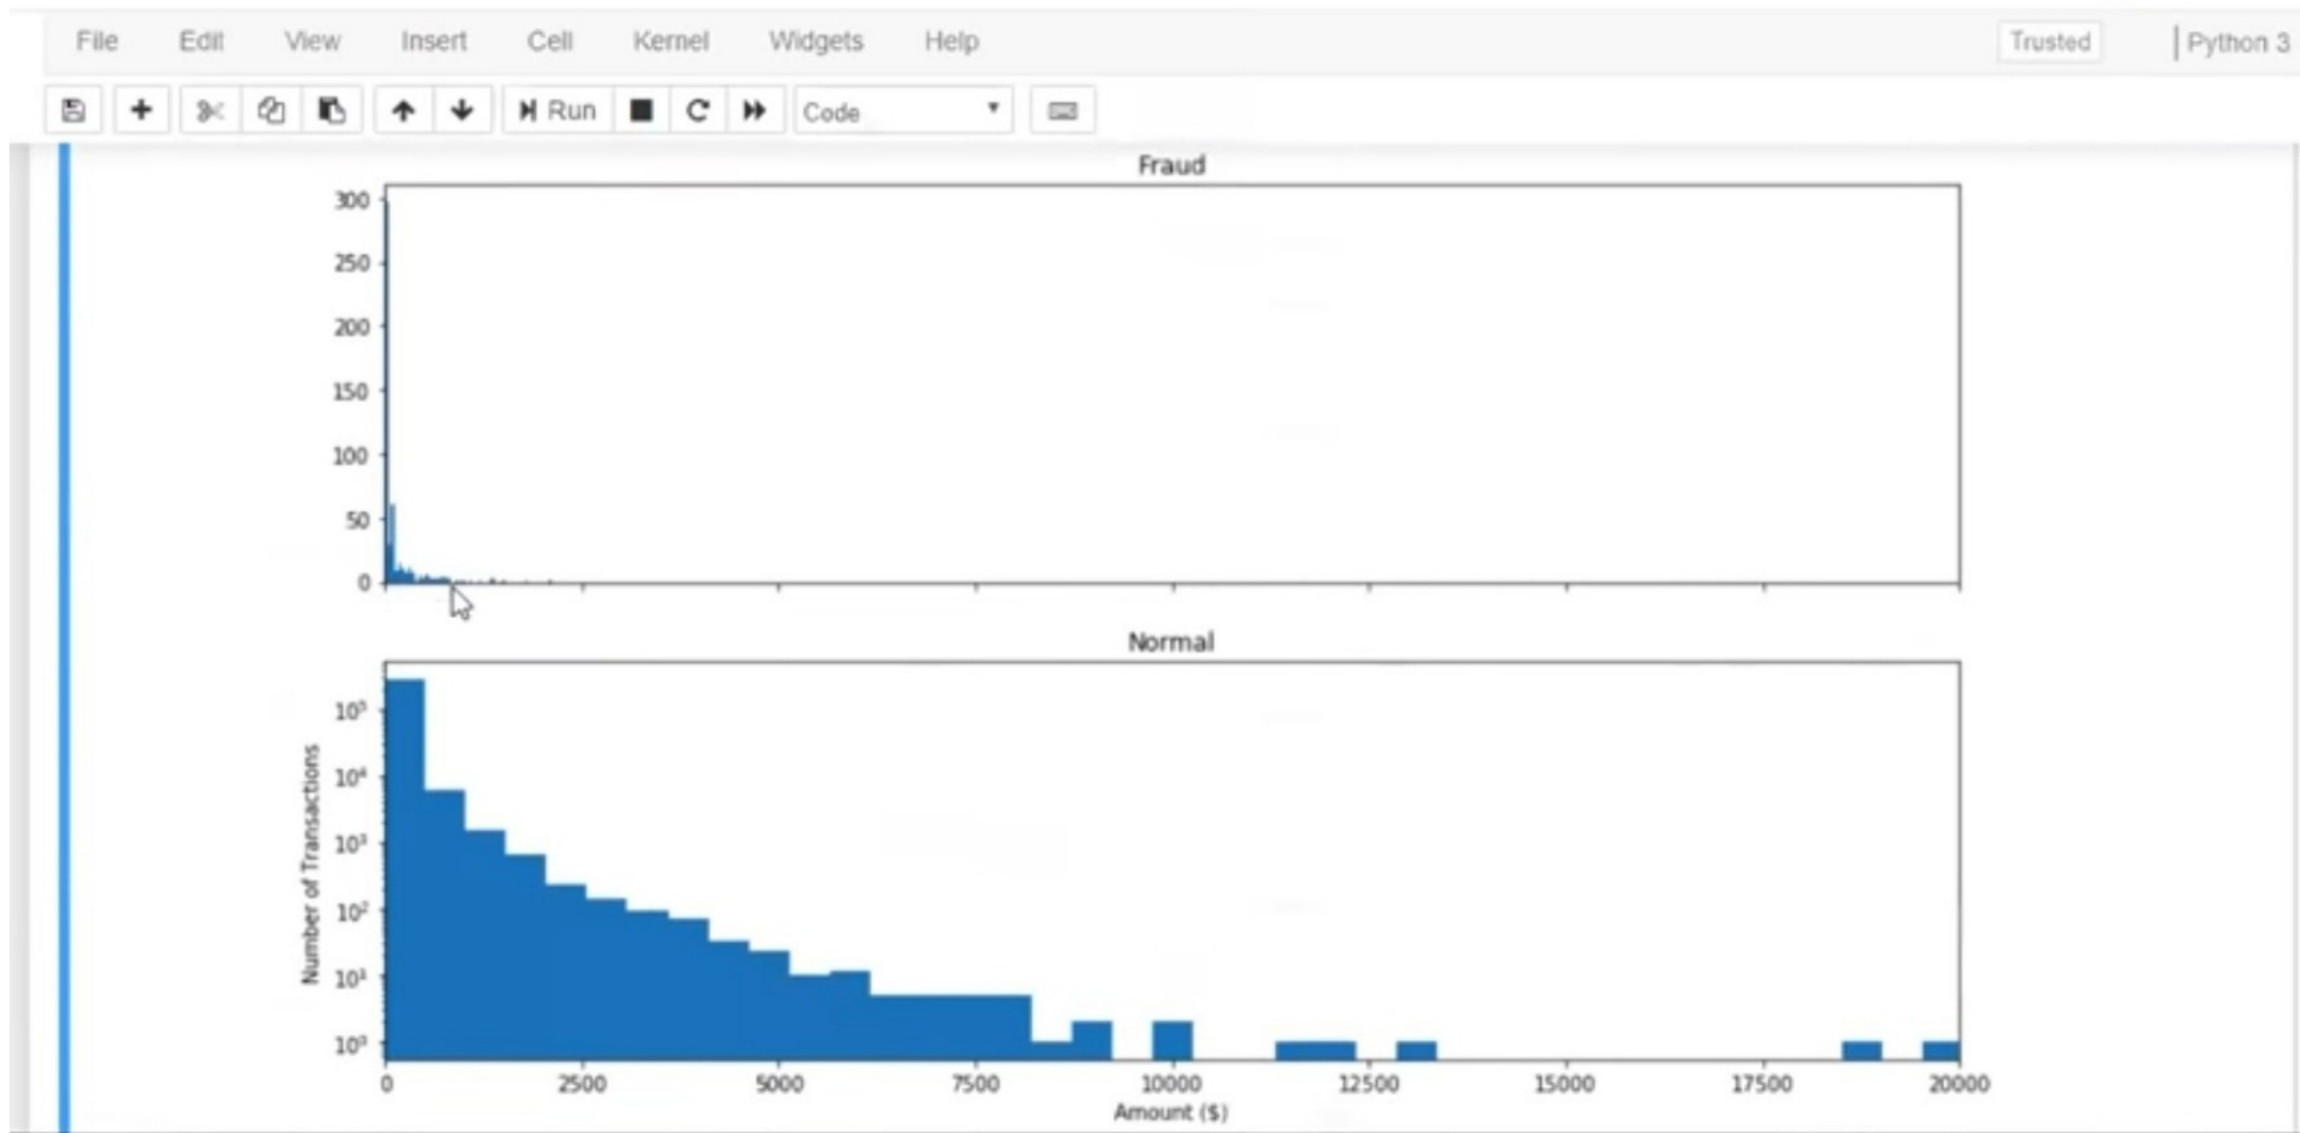 File Edit View Insert Cell Kernel Widgets Help Trusted Python 3
Run Code
Fraud
300
250
200
150
100
50
0
Normal
Number of Transactions
10⁵
10⁴
10³
10²
10¹
10⁰
0 2500 5000 7500 10000 12500 15000 17500 20000
Amount ($)